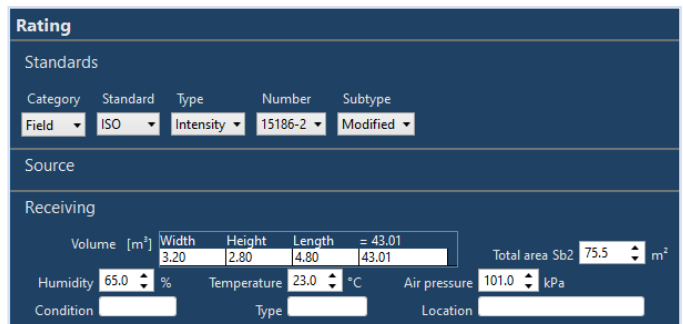 Rating
Standards
Category Standard Type Number Subtype
Field ISO Intensity 15186-2 Modified
Source
Receiving
Volume [m³] Width Height Length = 43.01
3.20 2.80 4.80 43.01 Total area Sb2 75.5 m²
Humidity 65.0 % Temperature 23.0 °C Air pressure 101.0 kPa
Condition Type Location